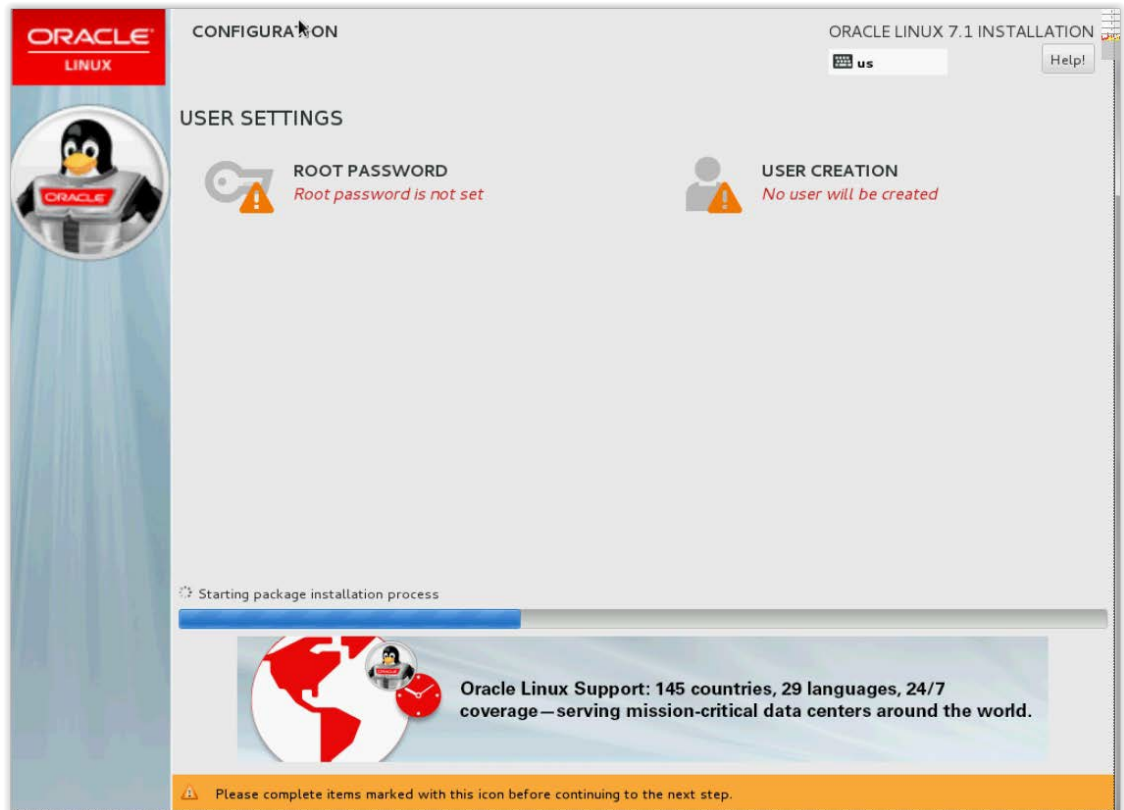 ORACLE
LINUX
CONFIGURATION
ORACLE LINUX 7.1 INSTALLATION
us
Help!
USER SETTINGS
ORACLE
ROOT PASSWORD
Root password is not set
USER CREATION
No user will be created
Starting package installation process
ORACLE
Oracle Linux Support: 145 countries, 29 languages, 24/7
coverage—serving mission-critical data centers around the world.
Please complete items marked with this icon before continuing to the next step.